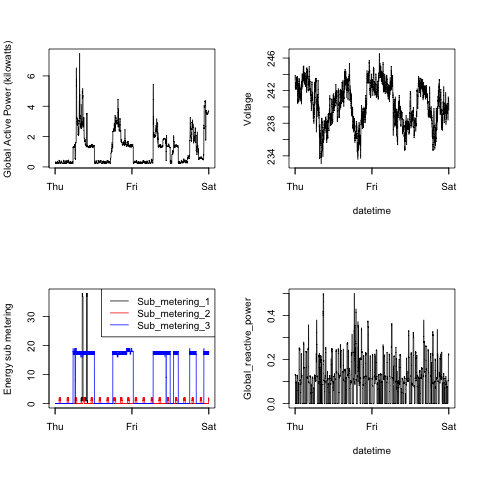 Global Active Power (kilowatts)
0 2 4 6
Thu Fri Sat
Voltage
234 238 242 246
Thu Fri Sat
datetime
Energy sub metering
0 10 20 30
Sub_metering_1
Sub_metering_2
Sub_metering_3
Thu Fri Sat
Global_reactive_power
0.0 0.2 0.4
Thu Fri Sat
datetime